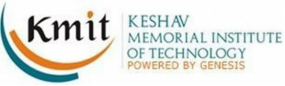 Kmit
KESHAV
MEMORIAL INSTITUTE
OF TECHNOLOGY
POWERED BY GENESIS